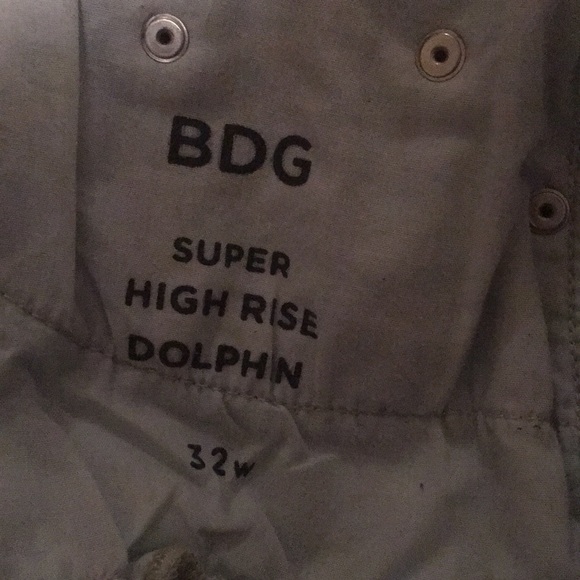 BDG
SUPER
HIGH RISE
DOLPHIN
32W